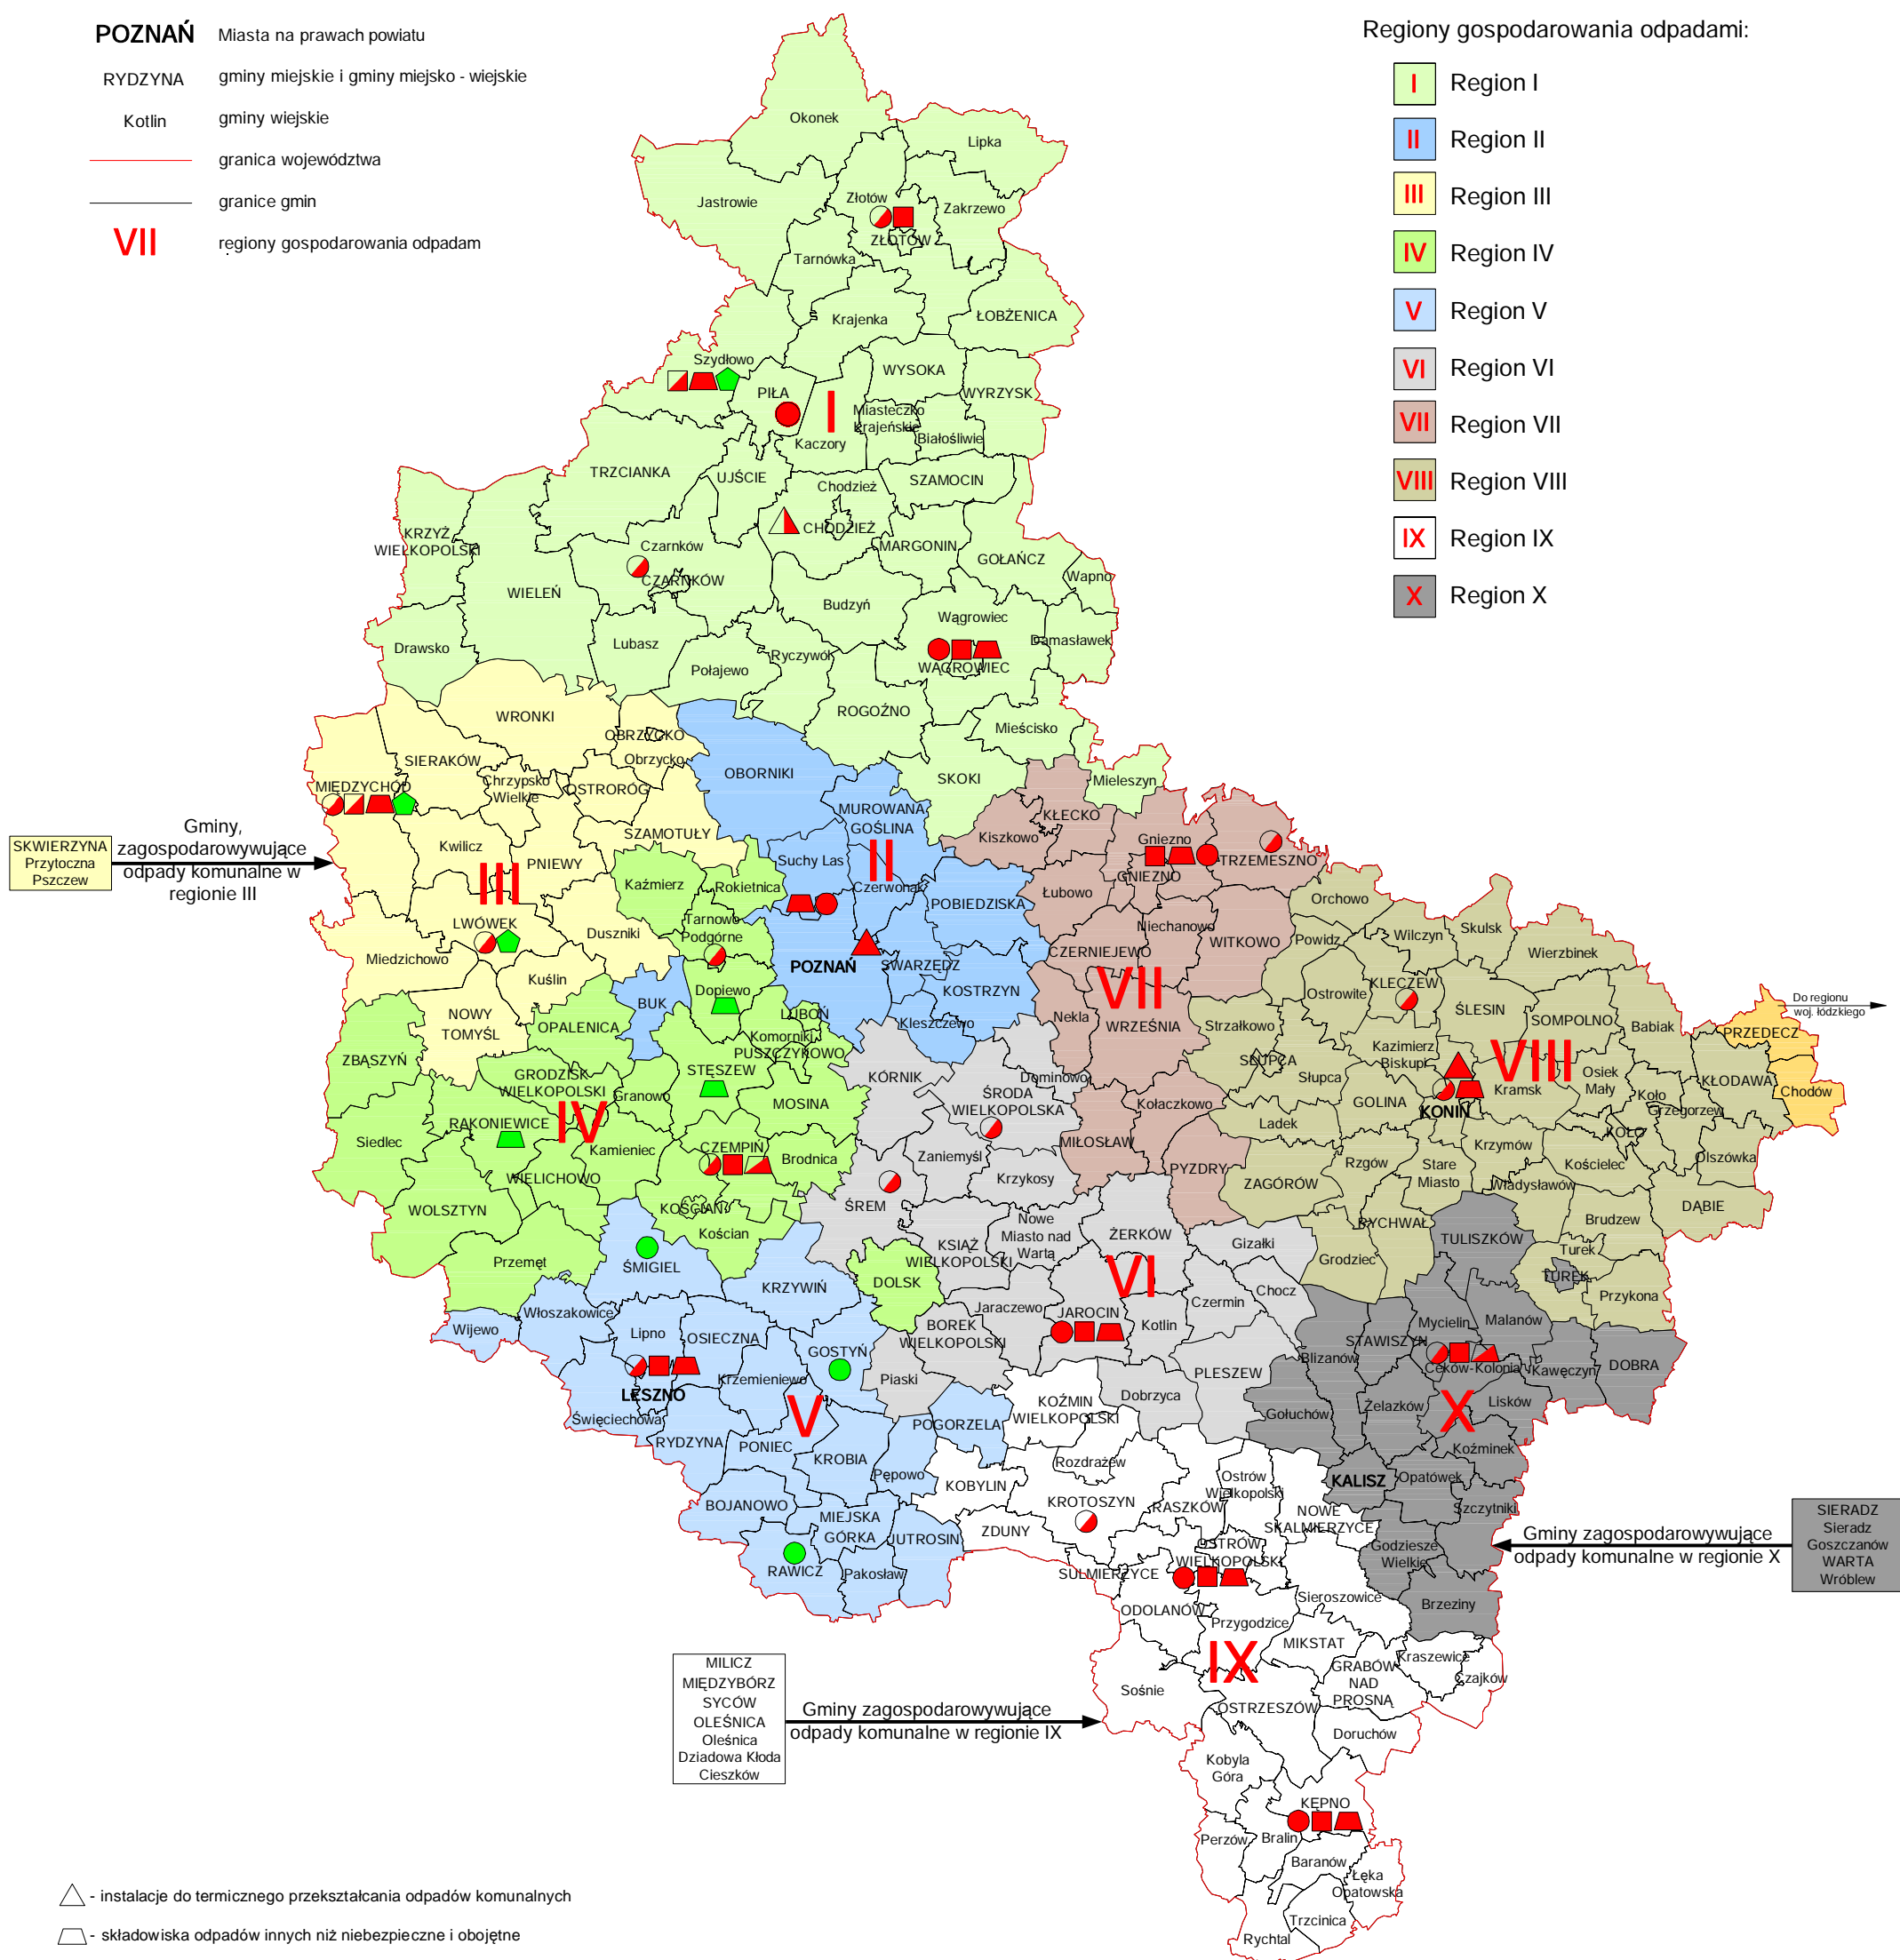 POZNAŃ Miasta na prawach powiatu
RYDZYNA gminy miejskie i gminy miejsko - wiejskie
Kotlin gminy wiejskie
granica województwa
granice gmin
VII regiony gospodarowania odpadam
Regiony gospodarowania odpadami:
I Region I
II Region II
III Region III
IV Region IV
V Region V
VI Region VI
VII Region VII
VIII Region VIII
IX Region IX
X Region X
Okonek
Lipka
Jastrowie
Złotów
Zakrzewo
ZŁOTÓW
Tarnówka
Krajenka
ŁOBŻENICA
Szydłowo
PIŁA
I
WYSOKA
WYRZYSK
Miasteczko
Krajeńskie
Białośliwie
Kaczory
TRZCIANKA
UJŚCIE
Chodzież
SZAMOCIN
CHODZIEŻ
KRZYŻ
WIELKOPOLSKI
Czarnków
CZARNKÓW
MARGONIN
GOŁAŃCZ
Wapno
WIELEŃ
Budzyń
Wągrowiec
WĄGROWIEC
Damasławek
Drawsko
Lubasz
Połajewo
Ryczywół
ROGOŹNO
Mieścisko
SKOKI
Mieleszyn
WRONKI
OBRZYCKO
Obrzycko
SIERAKÓW
MIĘDZYCHÓD
Chrzypsko
Wielkie
OSTRORÓG
SZAMOTUŁY
Kwilicz
PNIEWY
III
LWÓWEK
Duszniki
Miedzichowo
Kuślin
NOWY
TOMYŚL
SKWIERZYNA
Przytoczna
Pszczew
Gminy,
zagospodarowywujące
odpady komunalne w
regionie III
OBORNIKI
MUROWANA
GOŚLINA
II
Suchy Las
Czerwonak
POBIEDZISKA
POZNAŃ
SWARZĘDZ
KOSTRZYN
Kleszczewo
BUK
Kaźmierz
Rokietnica
Tarnowo
Podgórne
Dopiewo
LUBOŃ
Komorniki
PUSZCZYKOWO
STĘSZEW
MOSINA
OPALENICA
ZBĄSZYŃ
GRODZISK
WIELKOPOLSKI
Granowo
IV
RAKONIEWICE
Siedlec
Kamieniec
CZEMPIŃ
Brodnica
WIELICHOWO
WOLSZTYN
KOŚCIAN
Kościan
Przemęt
DOLSK
Kiszkowo
KŁECKO
Gniezno
GNIEZNO
TRZEMESZNO
Łubowo
Niechanowo
WITKOWO
CZERNIEJEWO
VII
Nekla
WRZEŚNIA
Kołaczkowo
MIŁOSŁAW
PYZDRY
Orchowo
Powidz
Wilczyn
Skulsk
Wierzbinek
KLECZEW
Ostrowite
ŚLESIN
SOMPOLNO
Babiak
Strzałkowo
SŁUPCA
Słupca
Kazimierz
Biskupi
VIII
Osiek
Mały
Kramsk
KONIN
GOLINA
Ladek
Koło
Grzegorzew
KOŁO
KŁODAWA
PRZEDECZ
Chodów
Do regionu
woj. łódzkiego
Krzymów
Kościelec
Olszówka
Rzgów
Stare
Miasto
ZAGÓRÓW
Władysławów
DĄBIE
RYCHWAŁ
Brudzew
Turek
TUREK
Przykona
Grodziec
KÓRNIK
Dominowo
ŚRODA
WIELKOPOLSKA
Zaniemyśl
Krzykosy
ŚREM
KSIĄŻ
WIELKOPOLSKI
Nowe
Miasto nad
Wartą
ŻERKÓW
Gizałki
VI
Czermin
Chocz
Jaraczewo
JAROCIN
Kotlin
BOREK
WIELKOPOLSKI
Piaski
PLESZEW
Dobrzyca
ŚMIGIEL
KRZYWIŃ
Włoszakowice
Wijewo
Lipno
OSIECZNA
GOSTYŃ
Krzemieniewo
LESZNO
Święciechowa
V
POGORZELA
RYDZYNA
PONIEC
KROBIA
Pępowo
BOJANOWO
MIEJSKA
GÓRKA
JUTROSIN
RAWICZ
Pakosław
TULISZKÓW
Mycielin
Malanów
STAWISZYN
Blizanów
Ceków-Kolonia
Kawęczyn
DOBRA
Gołuchów
Żelazków
X
Lisków
Koźminek
KALISZ
Opatówek
Szczytniki
Godziesze
Wielkie
Brzeziny
SIERADZ
Sieradz
Goszczanów
WARTA
Wróblew
Gminy zagospodarowywujące
odpady komunalne w regionie X
KOŹMIN
WIELKOPOLSKI
Rozdrażew
KOBYLIN
KROTOSZYN
ZDUNY
RASZKÓW
Ostrów
Wielkopolski
NOWE
SKALMIERZYCE
OSTRÓW
WIELKOPOLSKI
SULMIERZYCE
ODOLANÓW
Sieroszowice
Przygodzice
MIKSTAT
IX
GRABÓW
NAD
PROSNĄ
Kraszewice
Czajków
Sośnie
OSTRZESZÓW
Doruchów
Kobyla
Góra
KĘPNO
Perzów
Bralin
Baranów
Łęka
Opatowska
Trzcinica
Rychtal
MILICZ
MIĘDZYBÓRZ
SYCÓW
OLEŚNICA
Oleśnica
Dziadowa Kłoda
Cieszków
Gminy zagospodarowywujące
odpady komunalne w regionie IX
- instalacje do termicznego przekształcania odpadów komunalnych
- składowiska odpadów innych niż niebezpieczne i obojętne